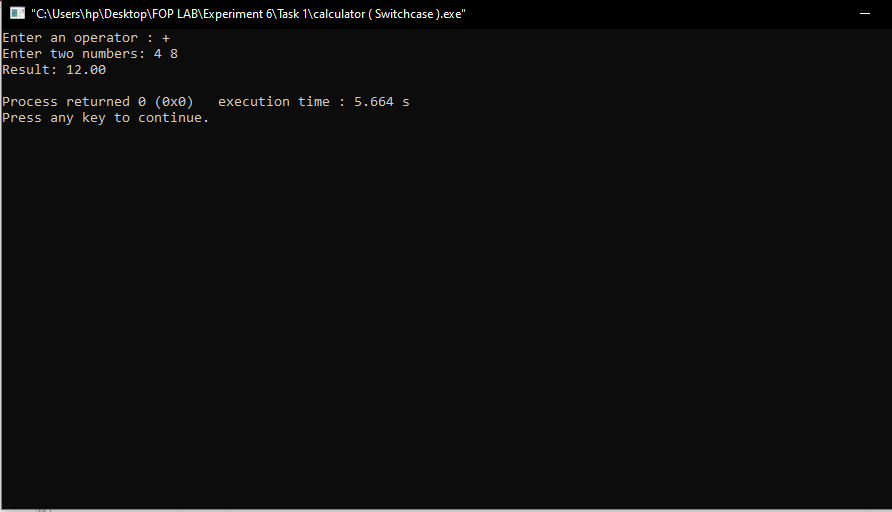 "C:\Users\hp\Desktop\FOP LAB\Experiment 6\Task 1\calculator ( Switchcase ).exe"
Enter an operator : +
Enter two numbers: 4 8
Result: 12.00
Process returned 0 (0x0)   execution time : 5.664 s
Press any key to continue.